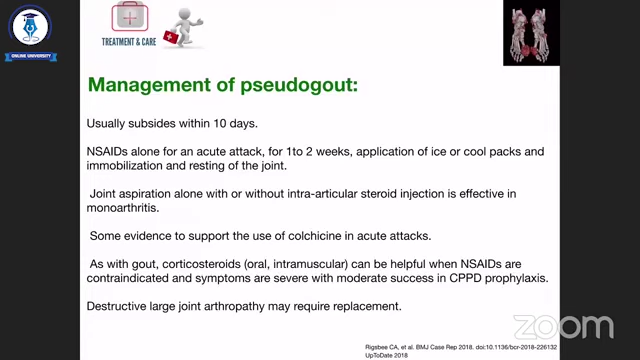 ONLINE UNIVERSITY
TREATMENT & CARE
Management of pseudogout:
Usually subsides within 10 days.
NSAIDs alone for an acute attack, for 1to 2 weeks, application of ice or cool packs and
immobilization and resting of the joint.
Joint aspiration alone with or without intra-articular steroid injection is effective in
monoarthritis.
Some evidence to support the use of colchicine in acute attacks.
As with gout, corticosteroids (oral, intramuscular) can be helpful when NSAIDs are
contraindicated and symptoms are severe with moderate success in CPPD prophylaxis.
Destructive large joint arthropathy may require replacement.
zoom
Rigsbee CA, et al. BMJ Case Rep 2018. doi:10.1136/bcr-2018-226132
UpToDate 2018